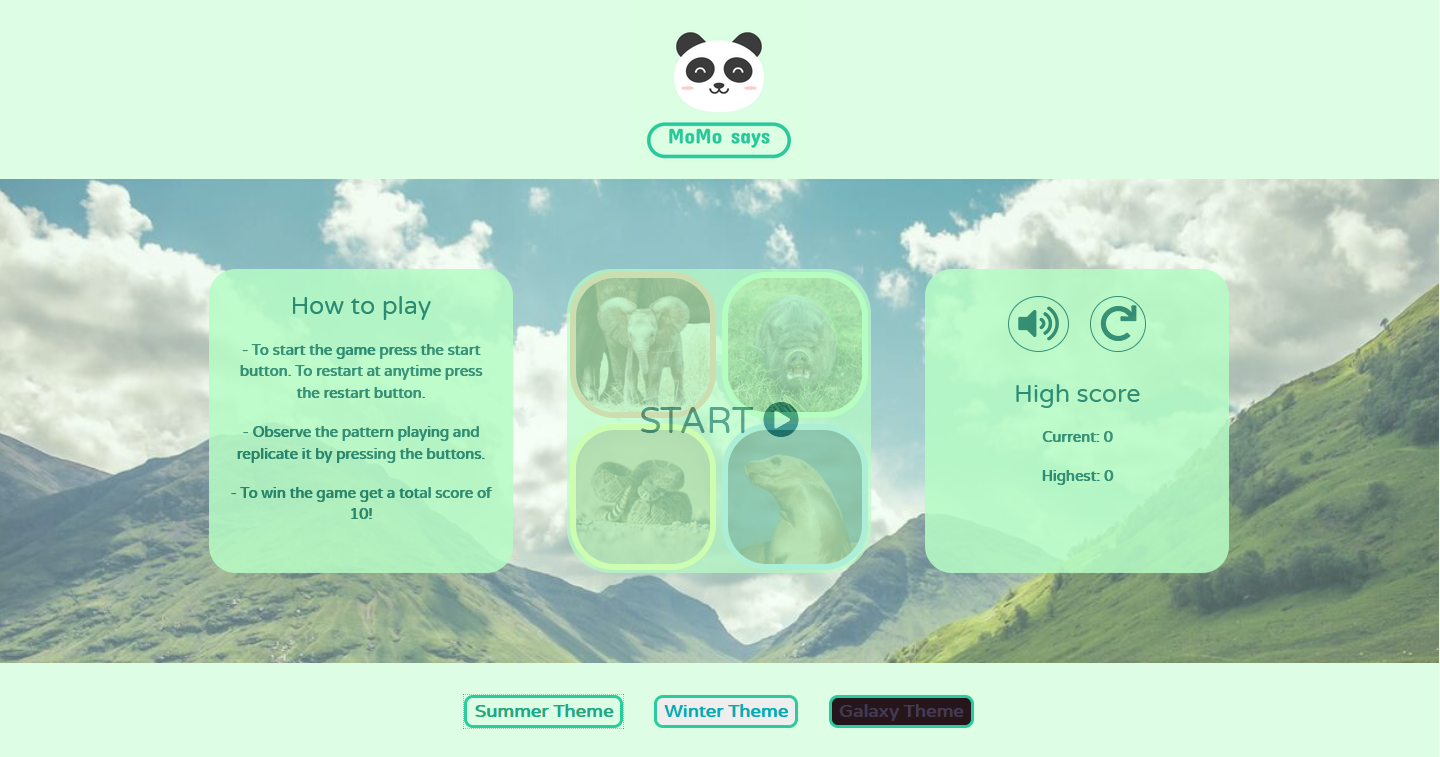 MoMo says
How to play
- To start the game press the start
button. To restart at anytime press
the restart button.
- Observe the pattern playing and
replicate it by pressing the buttons.
- To win the game get a total score of
10!
START
High score
Current: 0
Highest: 0
Summer Theme
Winter Theme
Galaxy Theme